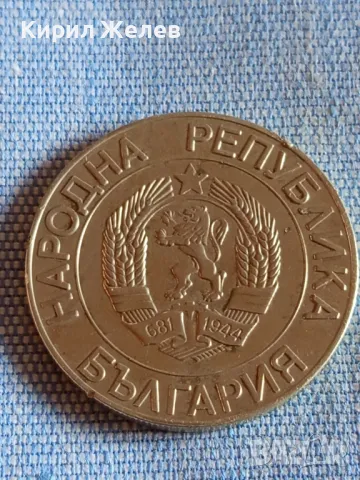 Кирил Желев
НАРОДНА РЕПУБЛИКА
БЪЛГАРИЯ
681 1944